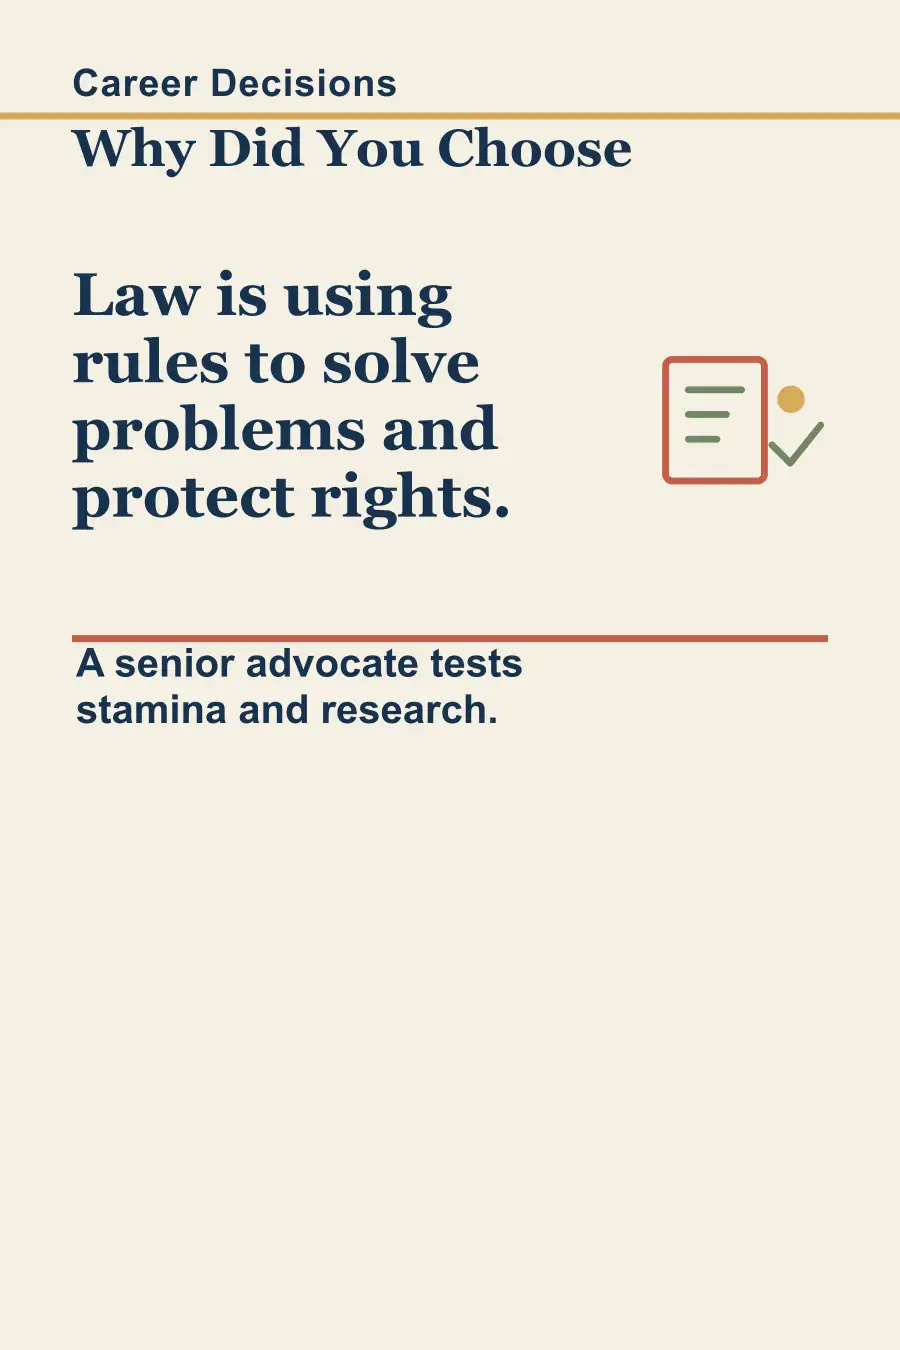 Career Decisions
Why Did You Choose
Law is using
rules to solve
problems and
protect rights.
A senior advocate tests
stamina and research.